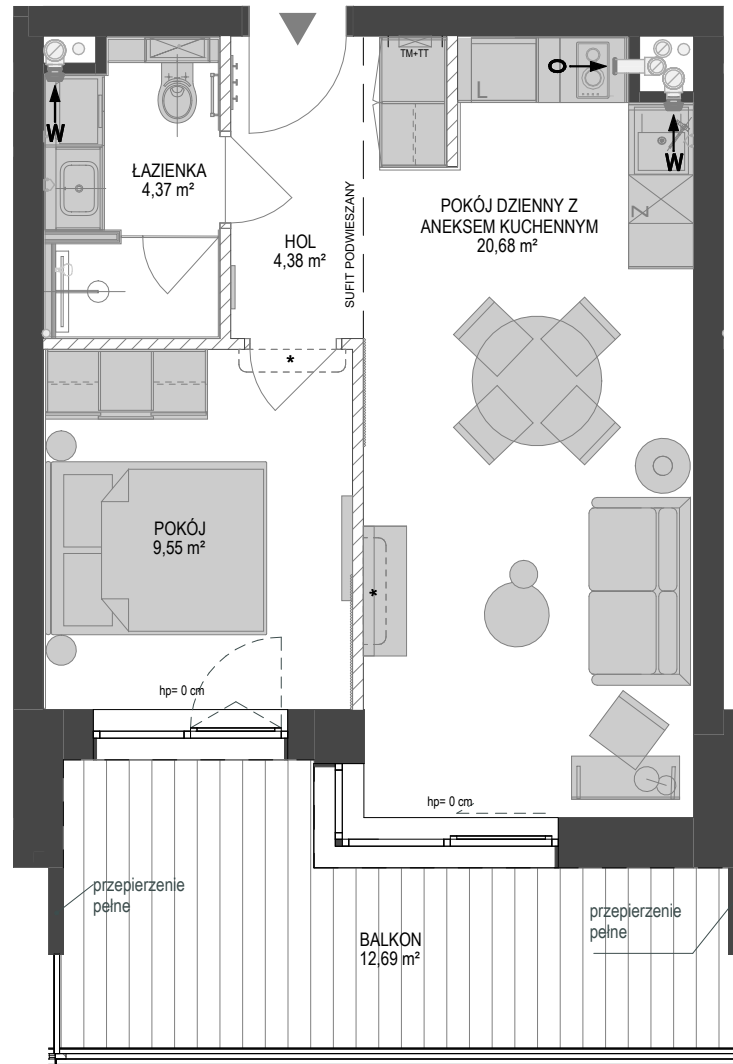 TM+TT
L
O
W
W
ŁAZIENKA
4,37 m²
HOL
4,38 m²
SUFIT PODWIESZANY
POKÓJ DZIENNY Z
ANEKSEM KUCHENNYM
20,68 m²
Z
*
POKÓJ
9,55 m²
*
hp= 0 cm
hp= 0 cm
przepierzenie
pełne
przepierzenie
pełne
BALKON
12,69 m²